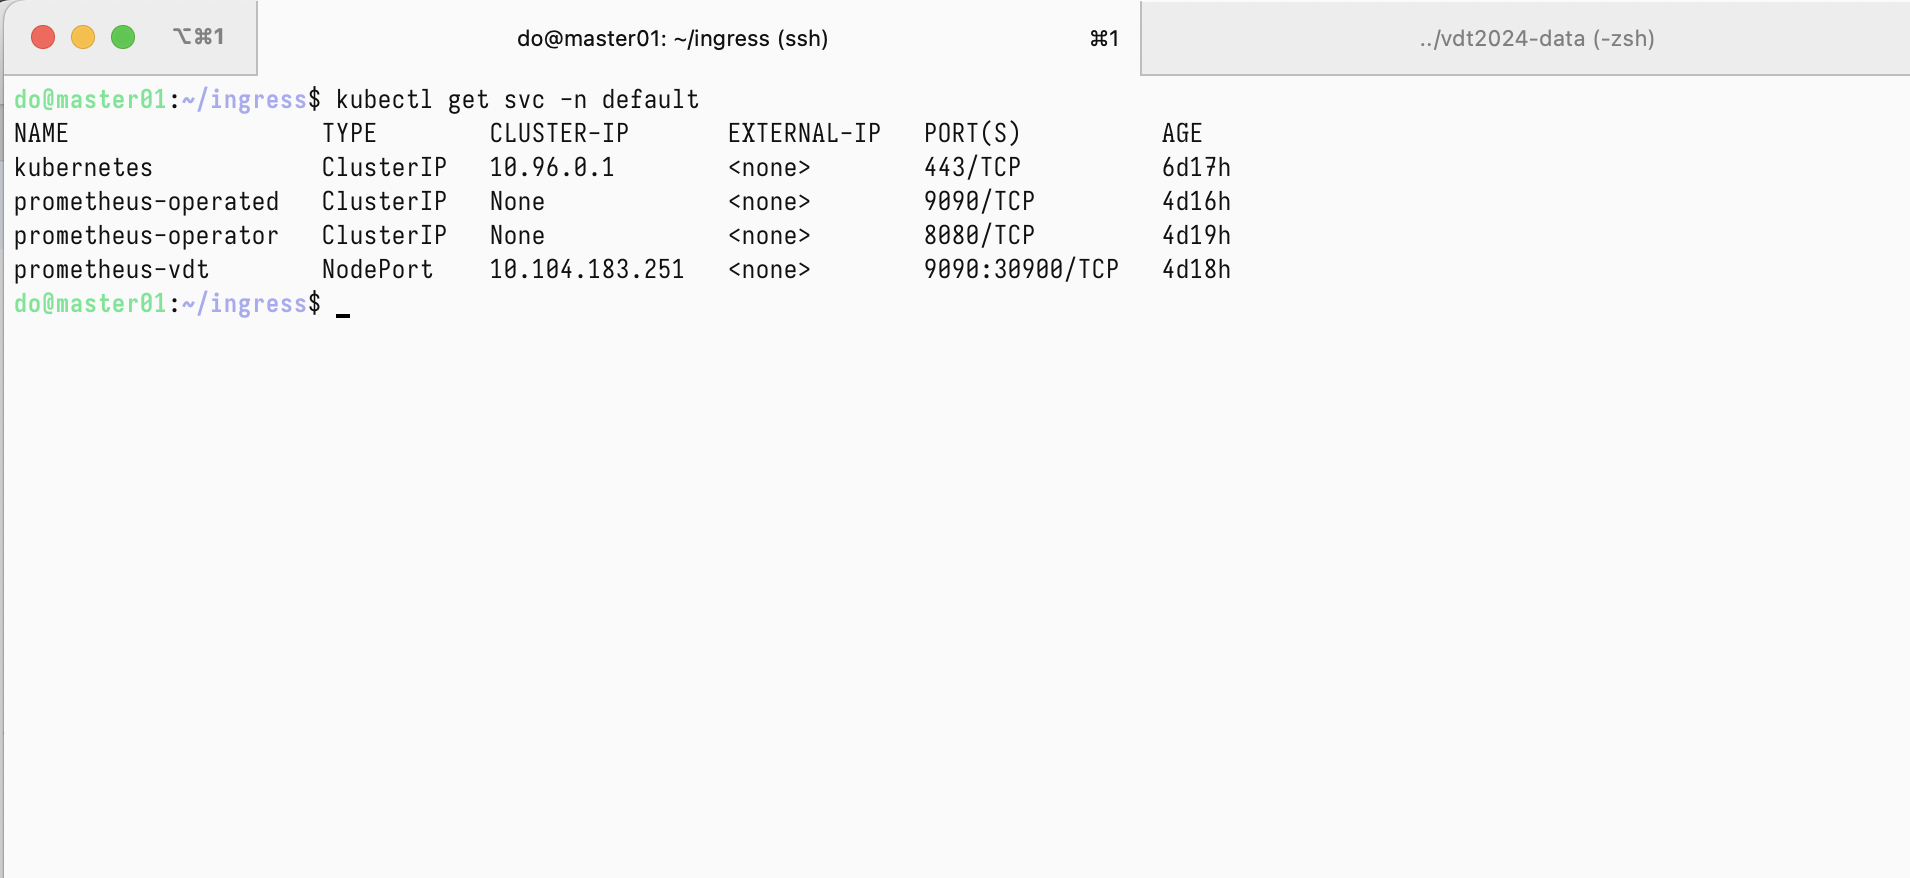 ⌥⌘1 do@master01: ~/ingress (ssh) ⌘1 ../vdt2024-data (-zsh)
do@master01:~/ingress$ kubectl get svc -n default
NAME TYPE CLUSTER-IP EXTERNAL-IP PORT(S) AGE
kubernetes ClusterIP 10.96.0.1 <none> 443/TCP 6d17h
prometheus-operated ClusterIP None <none> 9090/TCP 4d16h
prometheus-operator ClusterIP None <none> 8080/TCP 4d19h
prometheus-vdt NodePort 10.104.183.251 <none> 9090:30900/TCP 4d18h
do@master01:~/ingress$ _